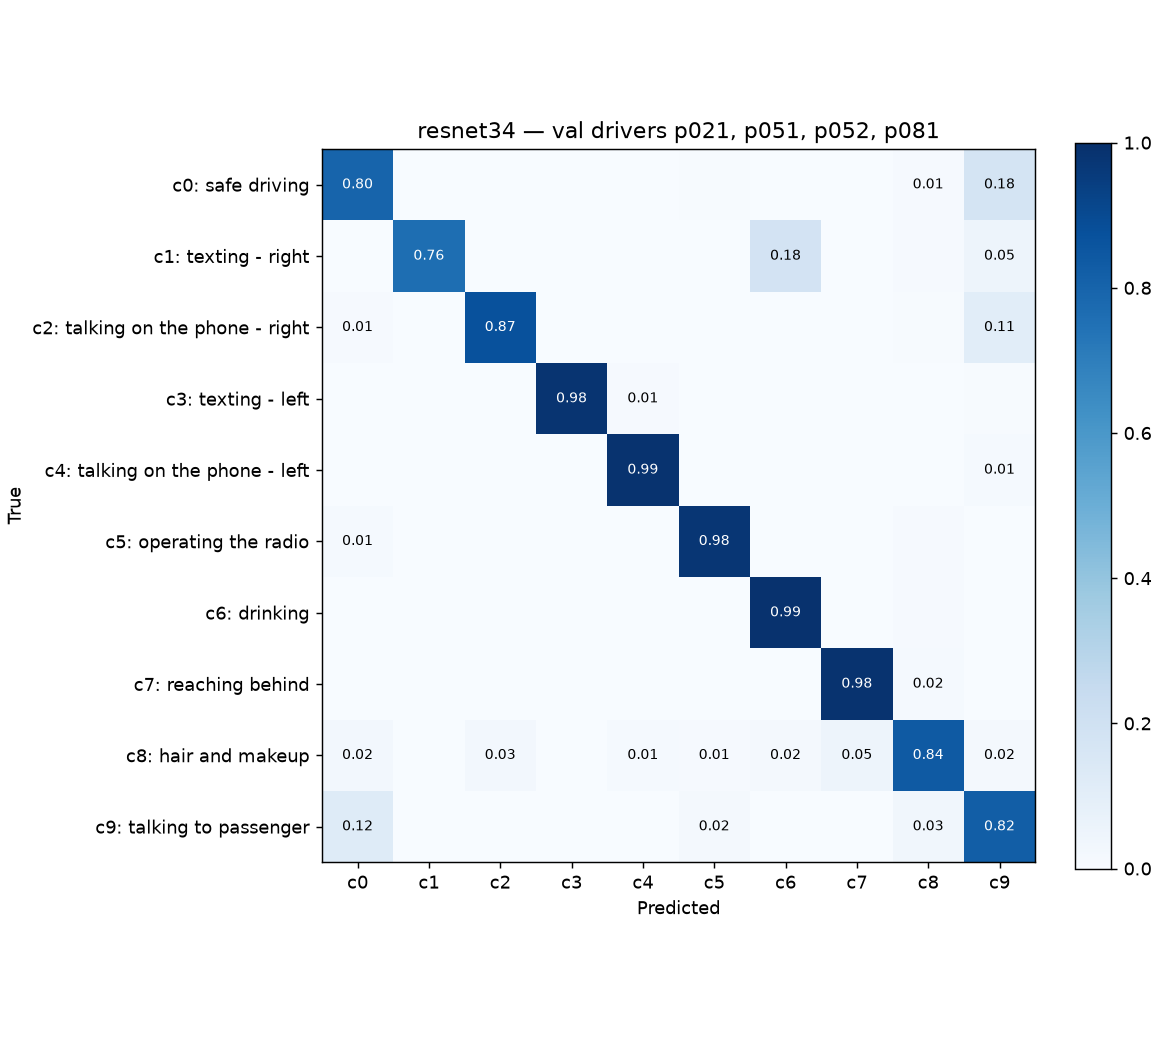 resnet34 — val drivers p021, p051, p052, p081
1.0
c0: safe driving 0.80 0.01 0.18
c1: texting - right 0.76 0.18 0.05
0.8
c2: talking on the phone - right 0.01 0.87 0.11
c3: texting - left 0.98 0.01
0.6
c4: talking on the phone - left 0.99 0.01
True
c5: operating the radio 0.01 0.98
0.4
c6: drinking 0.99
c7: reaching behind 0.98 0.02
0.2
c8: hair and makeup 0.02 0.03 0.01 0.01 0.02 0.05 0.84 0.02
c9: talking to passenger 0.12 0.02 0.03 0.82
0.0
c0 c1 c2 c3 c4 c5 c6 c7 c8 c9
Predicted